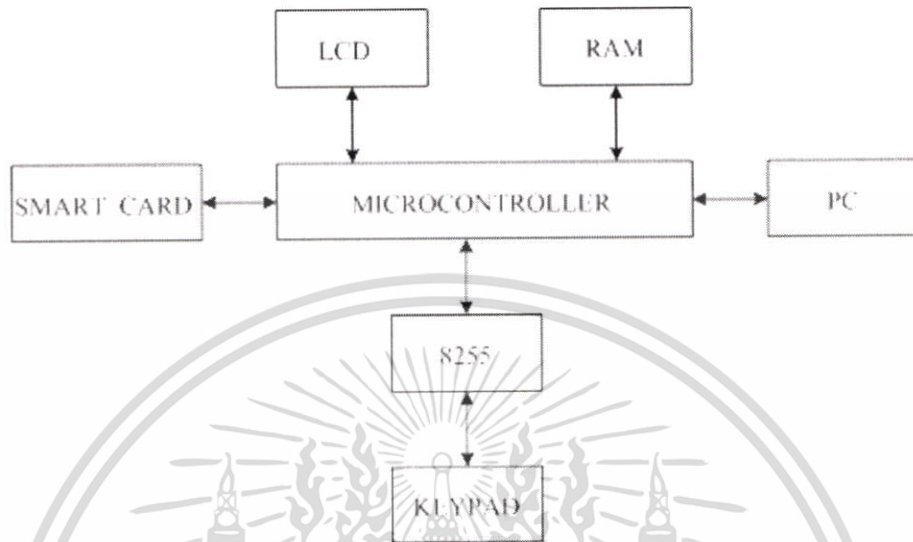 LCD
RAM
SMART CARD
MICROCONTROLLER
PC
8255
KEYPAD